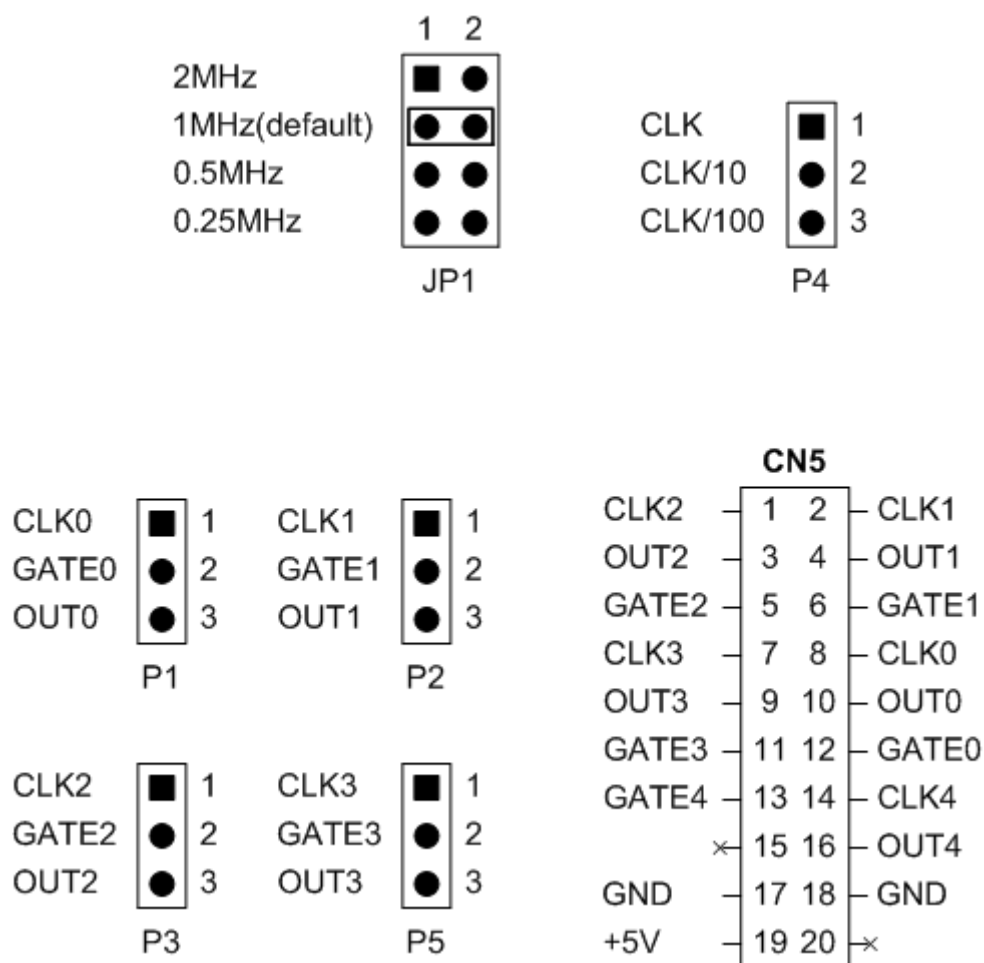 1 2
2MHz
1MHz(default)
0.5MHz
0.25MHz
JP1
CLK 1
CLK/10 2
CLK/100 3
P4
CLK0 1
GATE0 2
OUT0 3
P1
CLK1 1
GATE1 2
OUT1 3
P2
CLK2 1
GATE2 2
OUT2 3
P3
CLK3 1
GATE3 2
OUT3 3
P5
CN5
CLK2 1 2 CLK1
OUT2 3 4 OUT1
GATE2 5 6 GATE1
CLK3 7 8 CLK0
OUT3 9 10 OUT0
GATE3 11 12 GATE0
GATE4 13 14 CLK4
15 16 OUT4
GND 17 18 GND
+5V 19 20